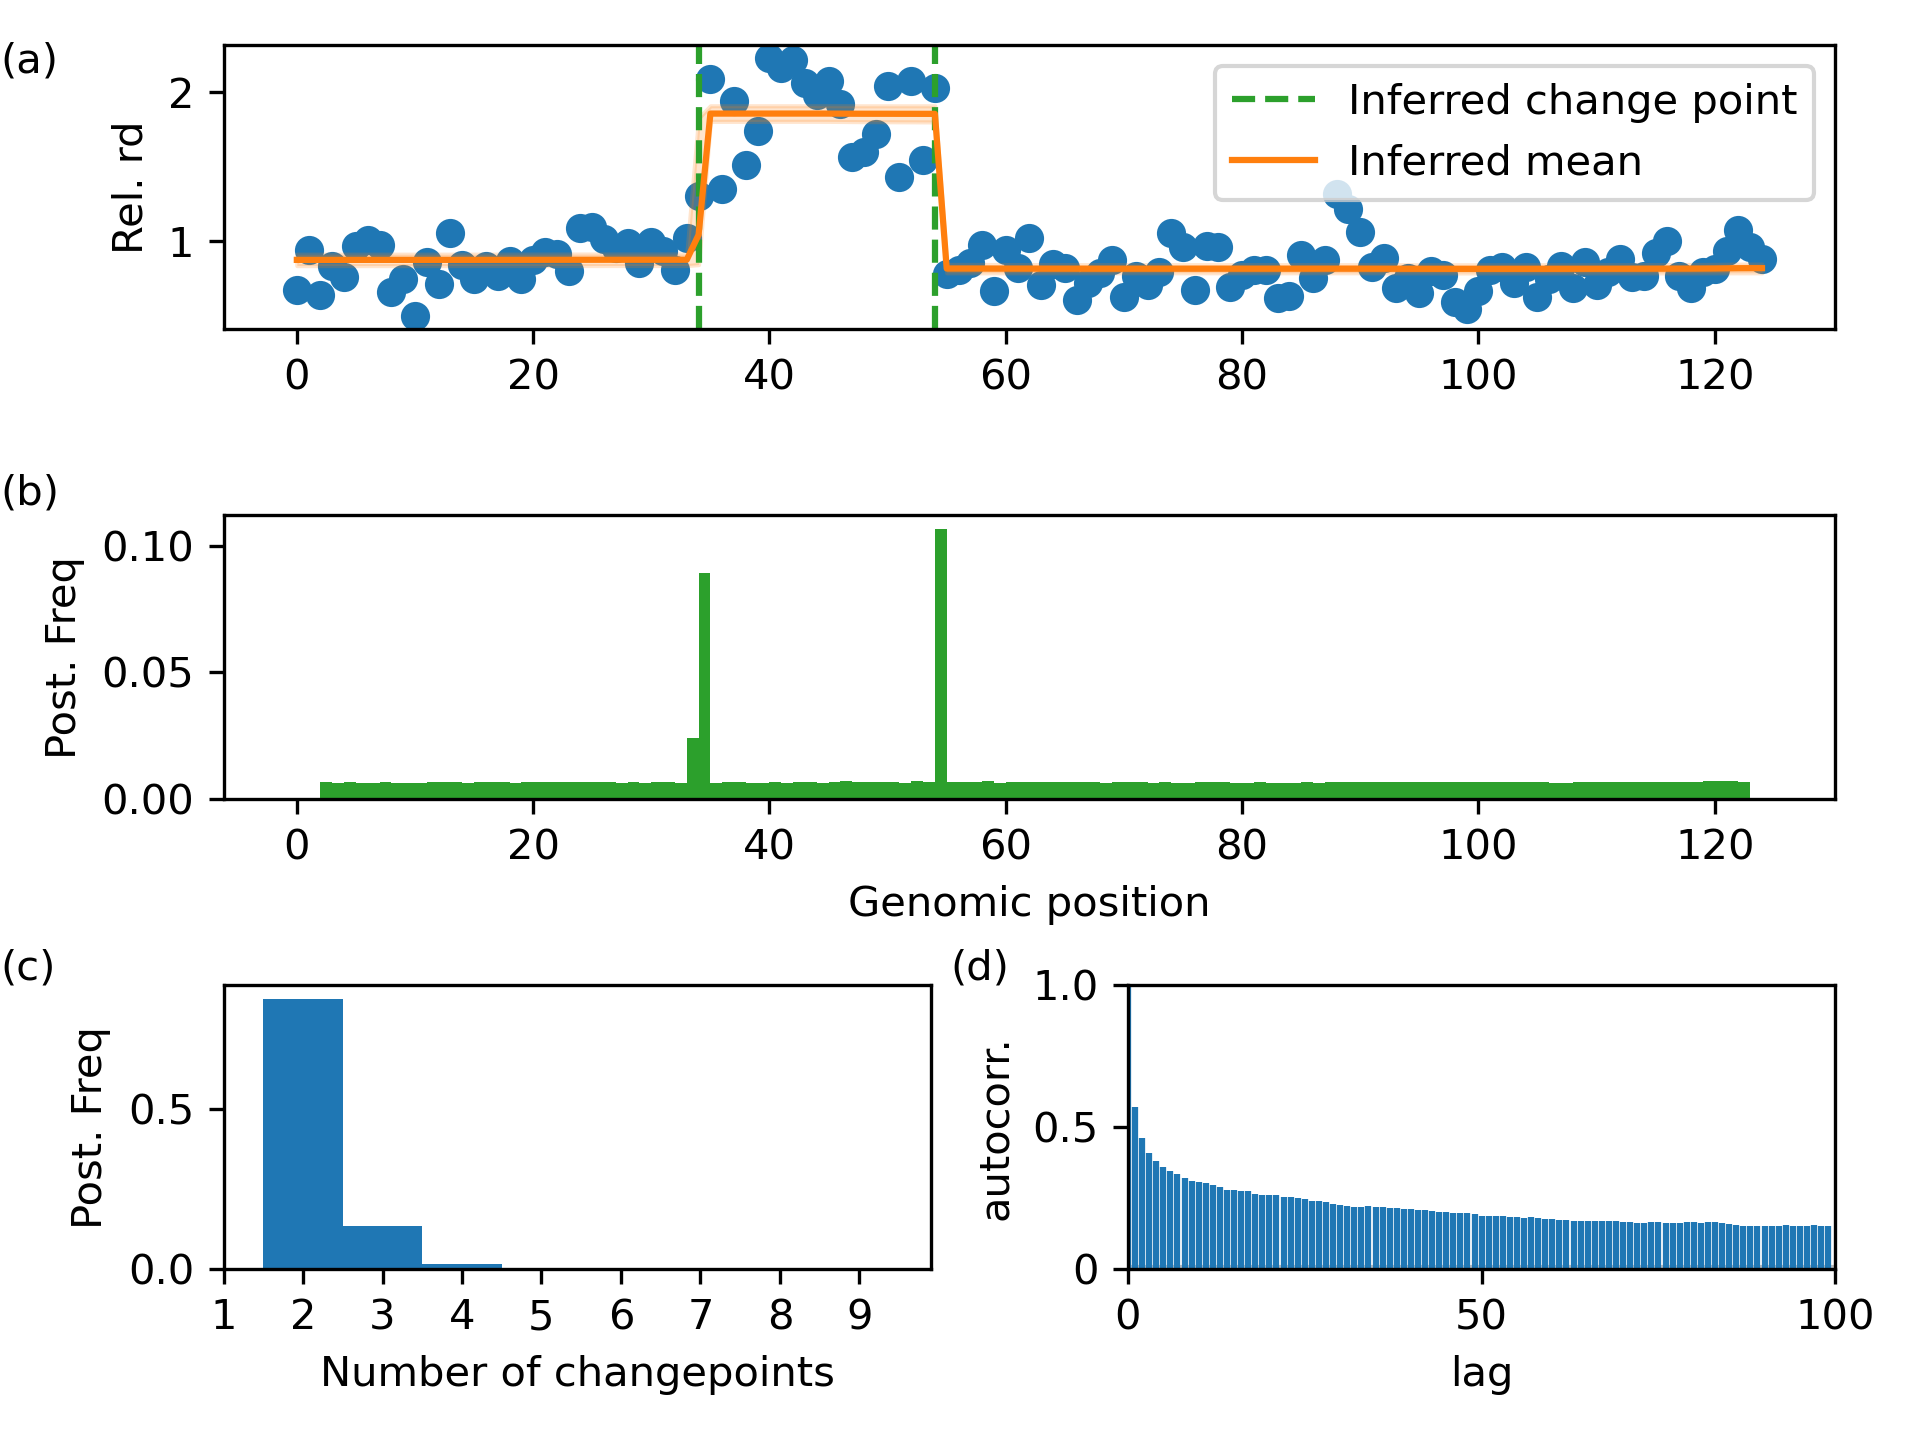 (a)
Rel. rd
2
1
Inferred change point
Inferred mean
0 20 40 60 80 100 120
(b)
Post. Freq
0.10
0.05
0.00
0 20 40 60 80 100 120
Genomic position
(c)
Post. Freq
0.5
0.0
1 2 3 4 5 6 7 8 9
Number of changepoints
(d)
autocorr.
1.0
0.5
0
0 50 100
lag